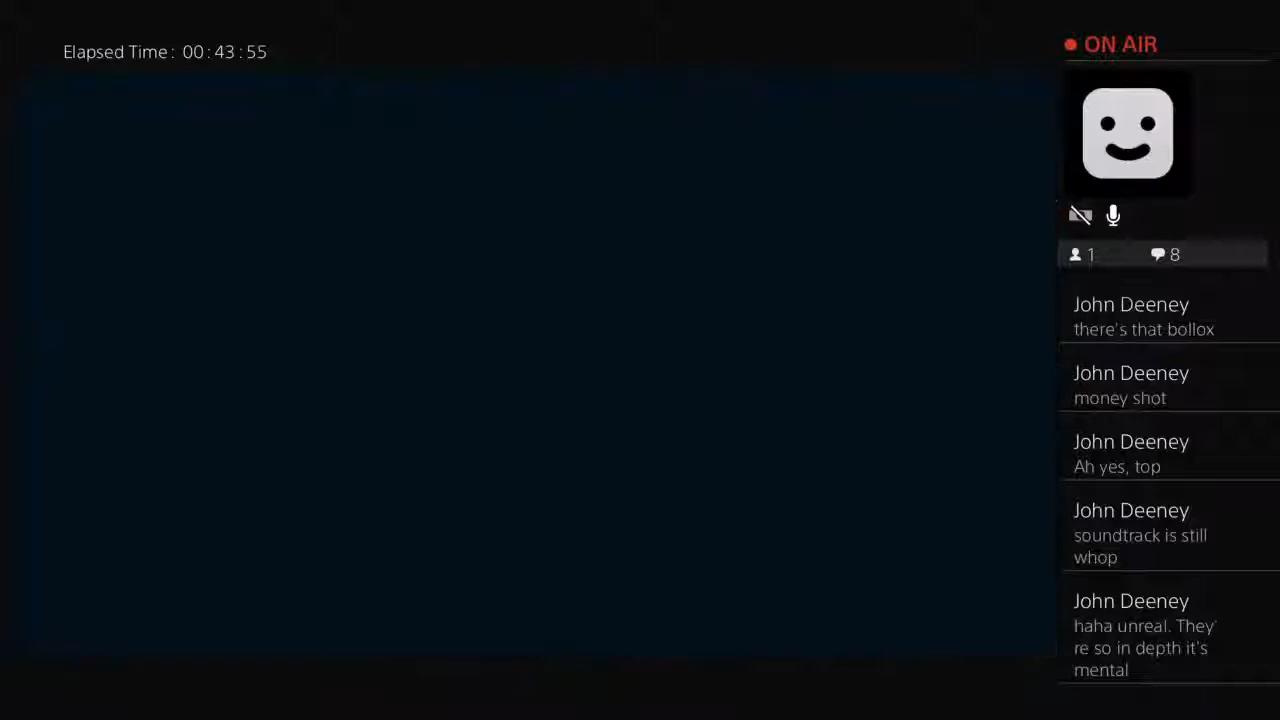 Elapsed Time: 00:43:55
ON AIR
1 8
John Deeney
there's that bollox
John Deeney
money shot
John Deeney
Ah yes, top
John Deeney
soundtrack is still
whop
John Deeney
haha unreal. They'
re so in depth it's
mental